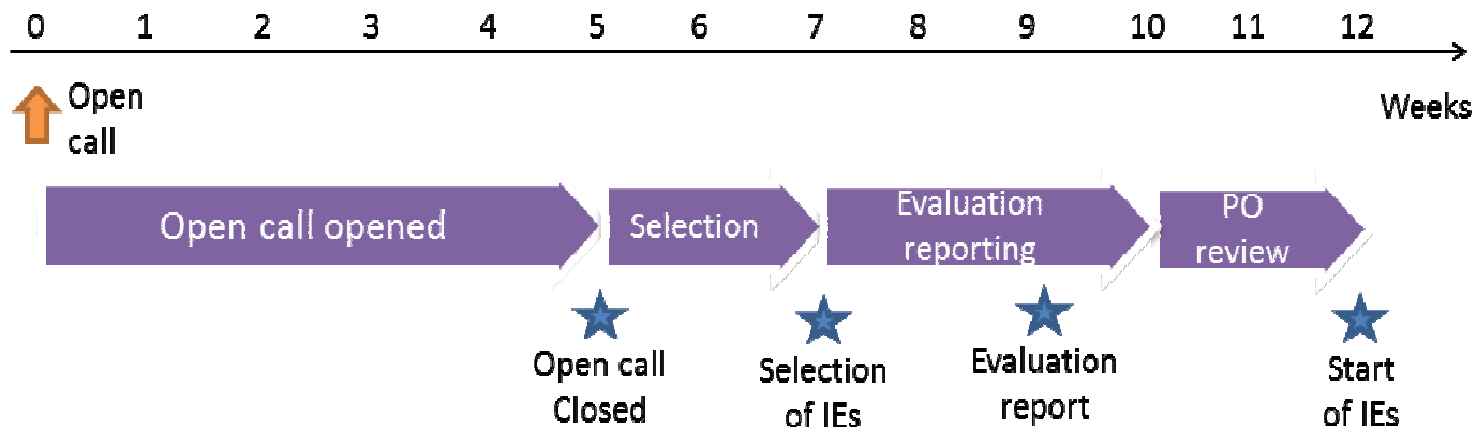 0 1 2 3 4 5 6 7 8 9 10 11 12
Open
call
Weeks
Open call opened
Selection
Evaluation
reporting
PO
review
Open call
Closed
Selection
of IEs
Evaluation
report
Start
of IEs